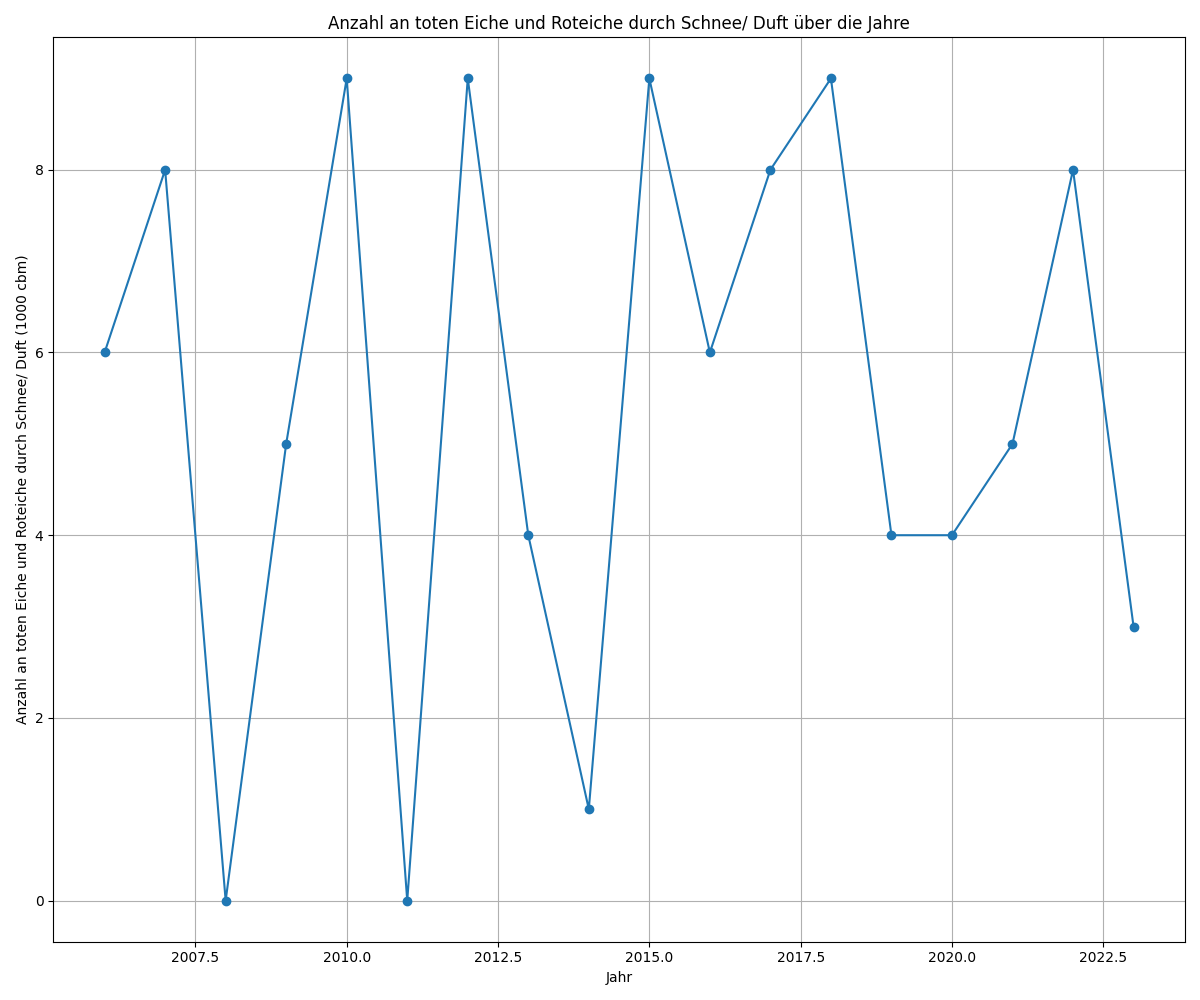 Anzahl an toten Eiche und Roteiche durch Schnee/ Duft über die Jahre
Anzahl an toten Eiche und Roteiche durch Schnee/ Duft (1000 cbm)
8
6
4
2
0
2007.5 2010.0 2012.5 2015.0 2017.5 2020.0 2022.5
Jahr